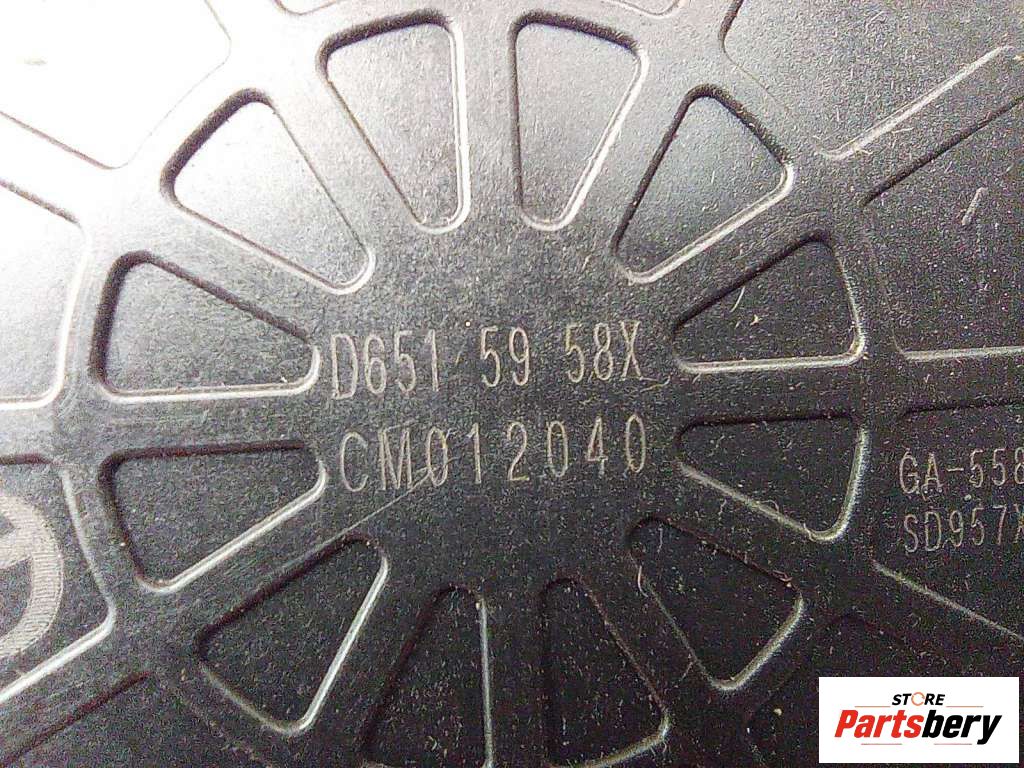 D651 59 58X
CM012040
GA-558
SD957X
STORE
Partsbery